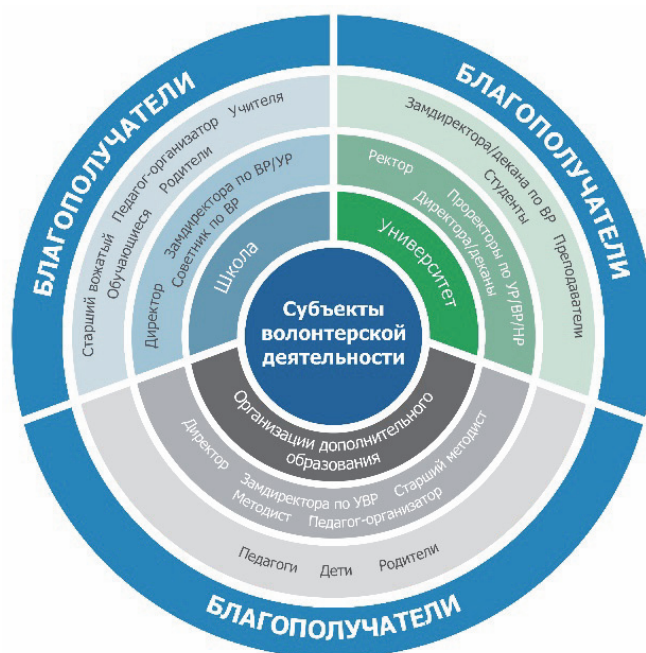 БЛАГОПОЛУЧАТЕЛИ
Старший вожатый Педагог-организатор Учителя
Обучающиеся Родители
Директор Замдиректора по ВР/УР
Советник по ВР
Школа
БЛАГОПОЛУЧАТЕЛИ
Замдиректора/декана по ВР Преподаватели
Студенты
Ректор Проректоры по УР/ВР/НР
Директора/деканы
Университет
Субъекты
волонтерской
деятельности
Организации дополнительного
образования
Директор Замдиректора по УВР Старший методист
Методист Педагог-организатор
Педагоги Дети Родители
БЛАГОПОЛУЧАТЕЛИ